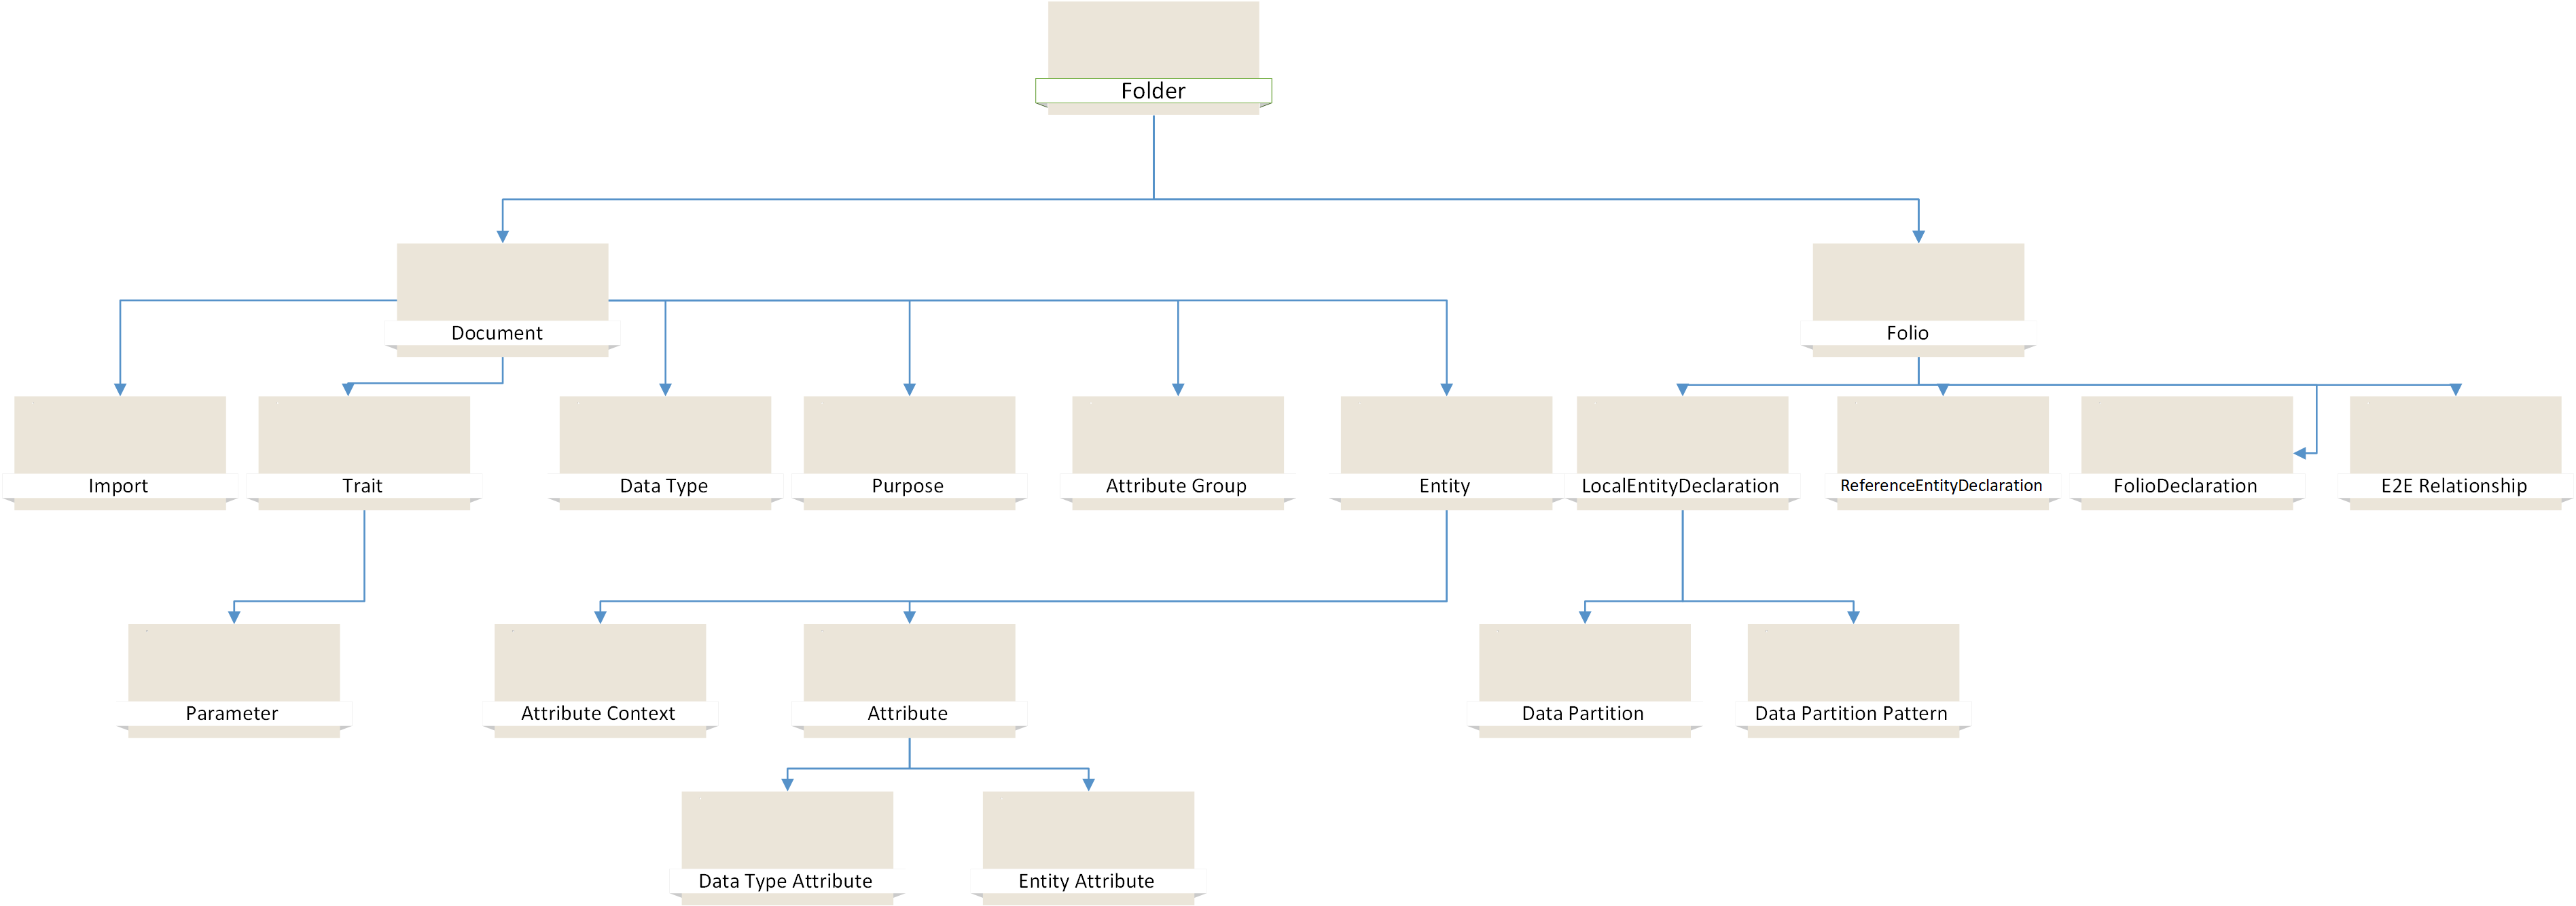 Folder
Document
Folio
Import
Trait
Data Type
Purpose
Attribute Group
Entity
LocalEntityDeclaration
ReferenceEntityDeclaration
FolioDeclaration
E2E Relationship
Parameter
Attribute Context
Attribute
Data Partition
Data Partition Pattern
Data Type Attribute
Entity Attribute